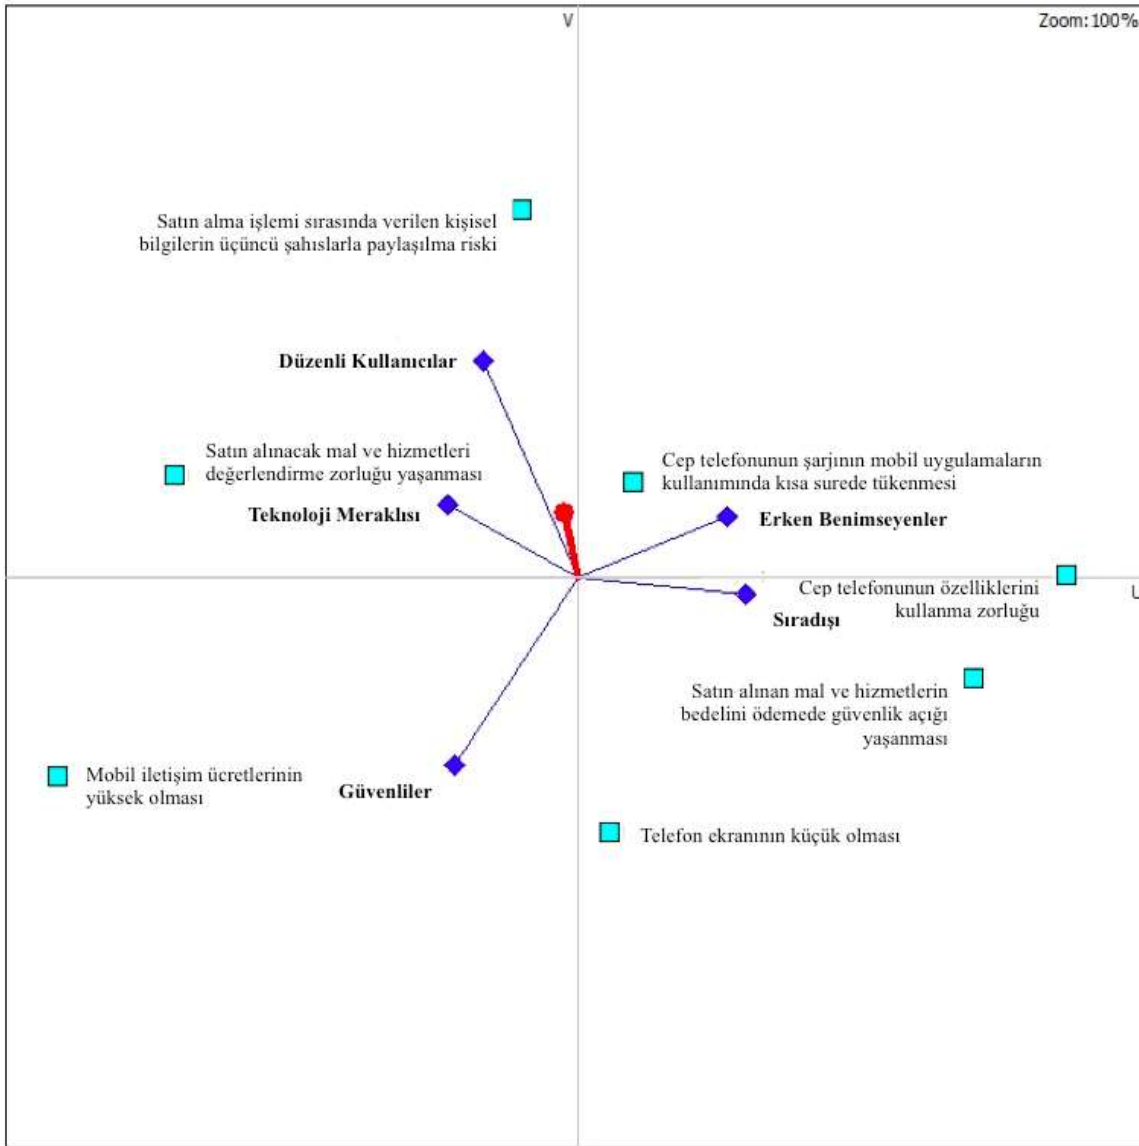 V
Zoom:100%
Satın alma işlemi sırasında verilen kişisel
bilgilerin üçüncü şahıslarla paylaşılma riski
Düzenli Kullanıcılar
Satın alınacak mal ve hizmetleri
değerlendirme zorluğu yaşanması
Teknoloji Meraklısı
Cep telefonunun şarjının mobil uygulamaların
kullanımında kısa surede tükenmesi
Erken Benimseyenler
Cep telefonunun özelliklerini
kullanma zorluğu
U
Sıradışı
Satın alınan mal ve hizmetlerin
bedelini ödemede güvenlik açığı
yaşanması
Mobil iletişim ücretlerinin
yüksek olması
Güvenliler
Telefon ekranının küçük olması